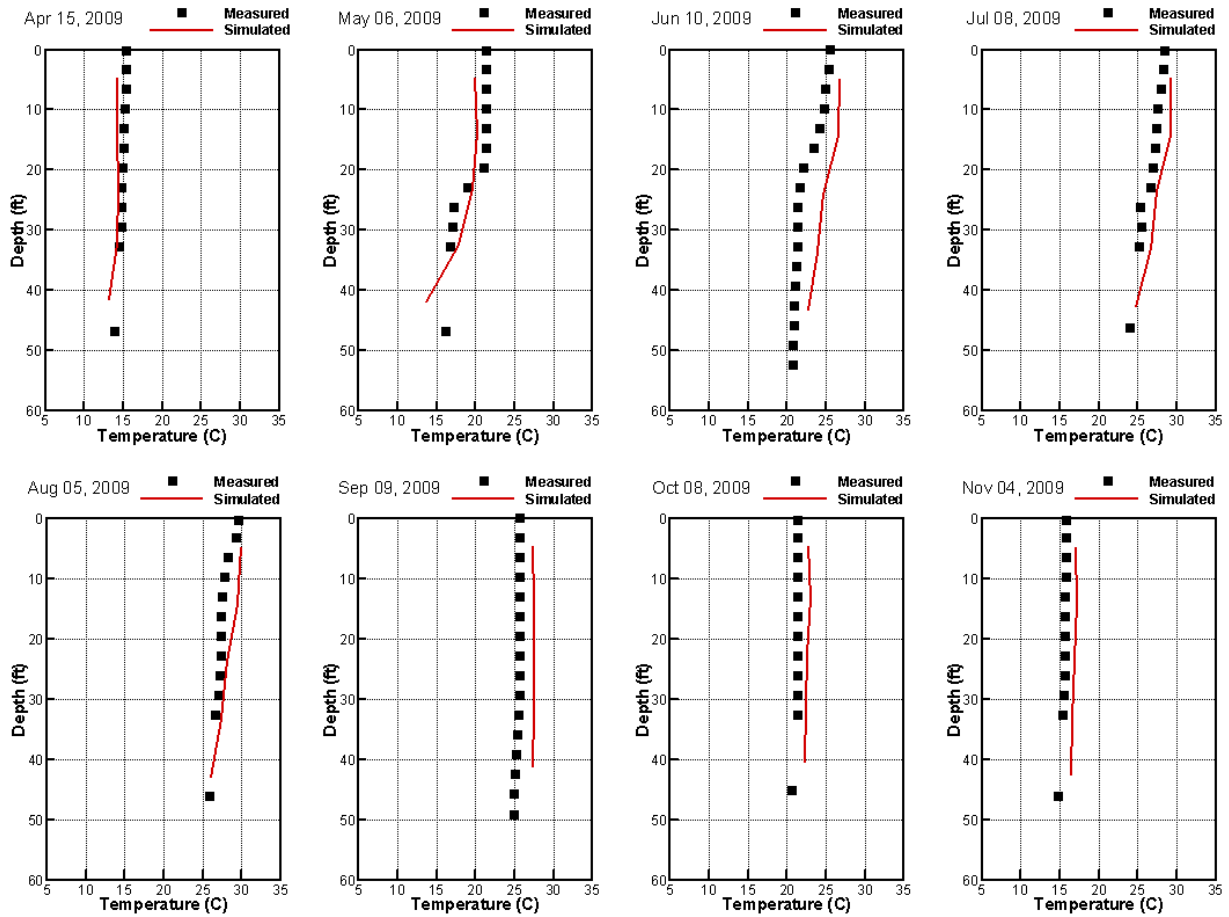 Apr 15, 2009
Measured
Simulated
0
10
20
30
40
50
60
Depth (ft)
5 10 15 20 25 30 35
Temperature (C)
May 06, 2009
Measured
Simulated
0
10
20
30
40
50
60
Depth (ft)
5 10 15 20 25 30 35
Temperature (C)
Jun 10, 2009
Measured
Simulated
0
10
20
30
40
50
60
Depth (ft)
5 10 15 20 25 30 35
Temperature (C)
Jul 08, 2009
Measured
Simulated
0
10
20
30
40
50
60
Depth (ft)
5 10 15 20 25 30 35
Temperature (C)
Aug 05, 2009
Measured
Simulated
0
10
20
30
40
50
60
Depth (ft)
5 10 15 20 25 30 35
Temperature (C)
Sep 09, 2009
Measured
Simulated
0
10
20
30
40
50
60
Depth (ft)
5 10 15 20 25 30 35
Temperature (C)
Oct 08, 2009
Measured
Simulated
0
10
20
30
40
50
60
Depth (ft)
5 10 15 20 25 30 35
Temperature (C)
Nov 04, 2009
Measured
Simulated
0
10
20
30
40
50
60
Depth (ft)
5 10 15 20 25 30 35
Temperature (C)